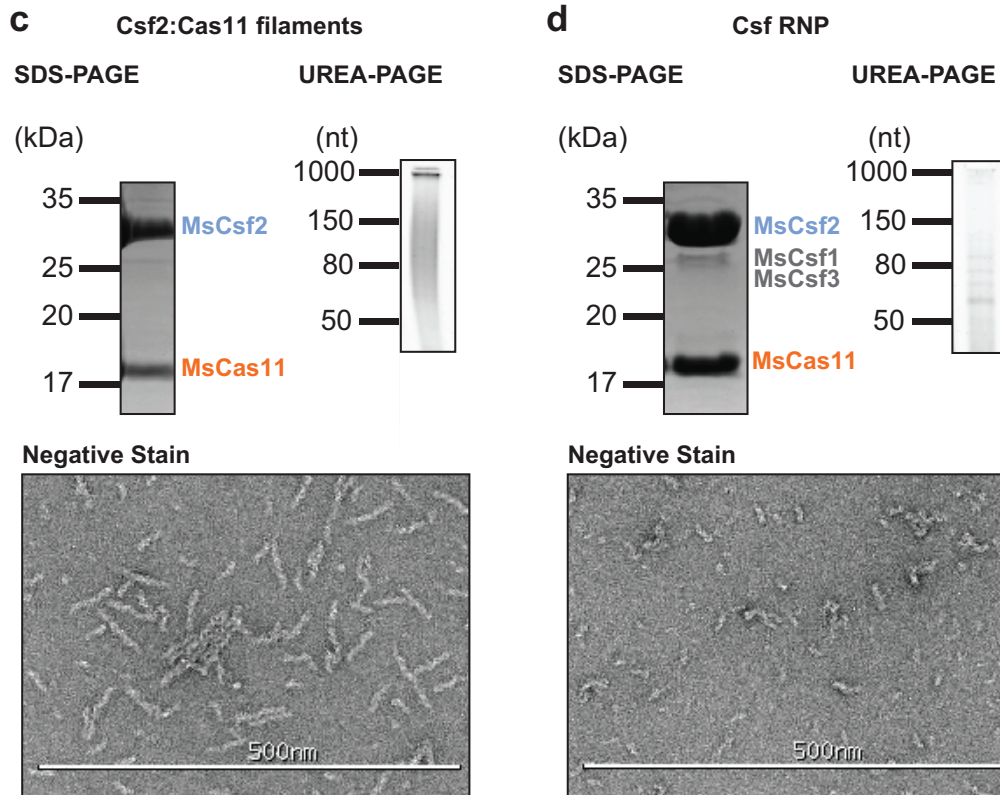 c Csf2:Cas11 filaments
SDS-PAGE UREA-PAGE
(kDa) (nt)
35
25
20
17
MsCsf2
MsCas11
1000
150
80
50
Negative Stain
500nm
d Csf RNP
SDS-PAGE UREA-PAGE
(kDa) (nt)
35
25
20
17
MsCsf2
MsCsf1
MsCsf3
MsCas11
1000
150
80
50
Negative Stain
500nm